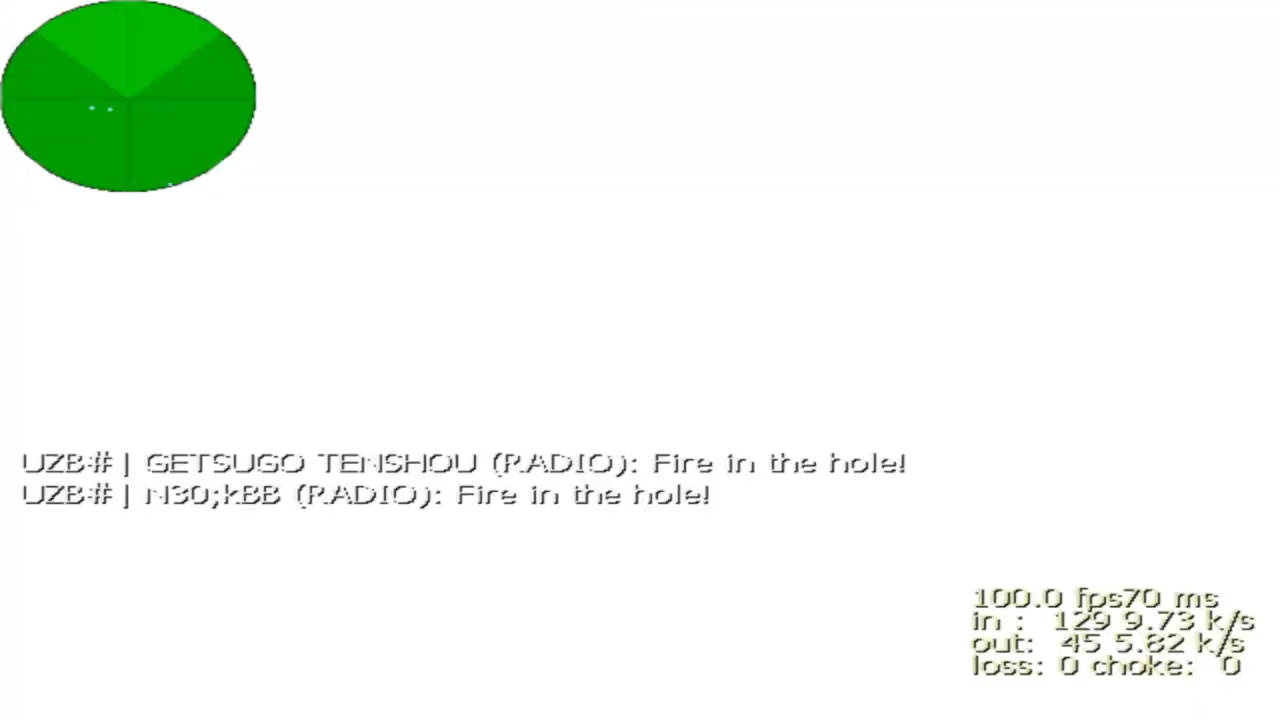 UZB# | GETSUGO TENSHOU (RADIO): Fire in the hole!
UZB# | N30;kBB (RADIO): Fire in the hole!
100.0 fps70 ms
in : 129 9.73 k/s
out: 45 5.82 k/s
loss: 0 choke: 0